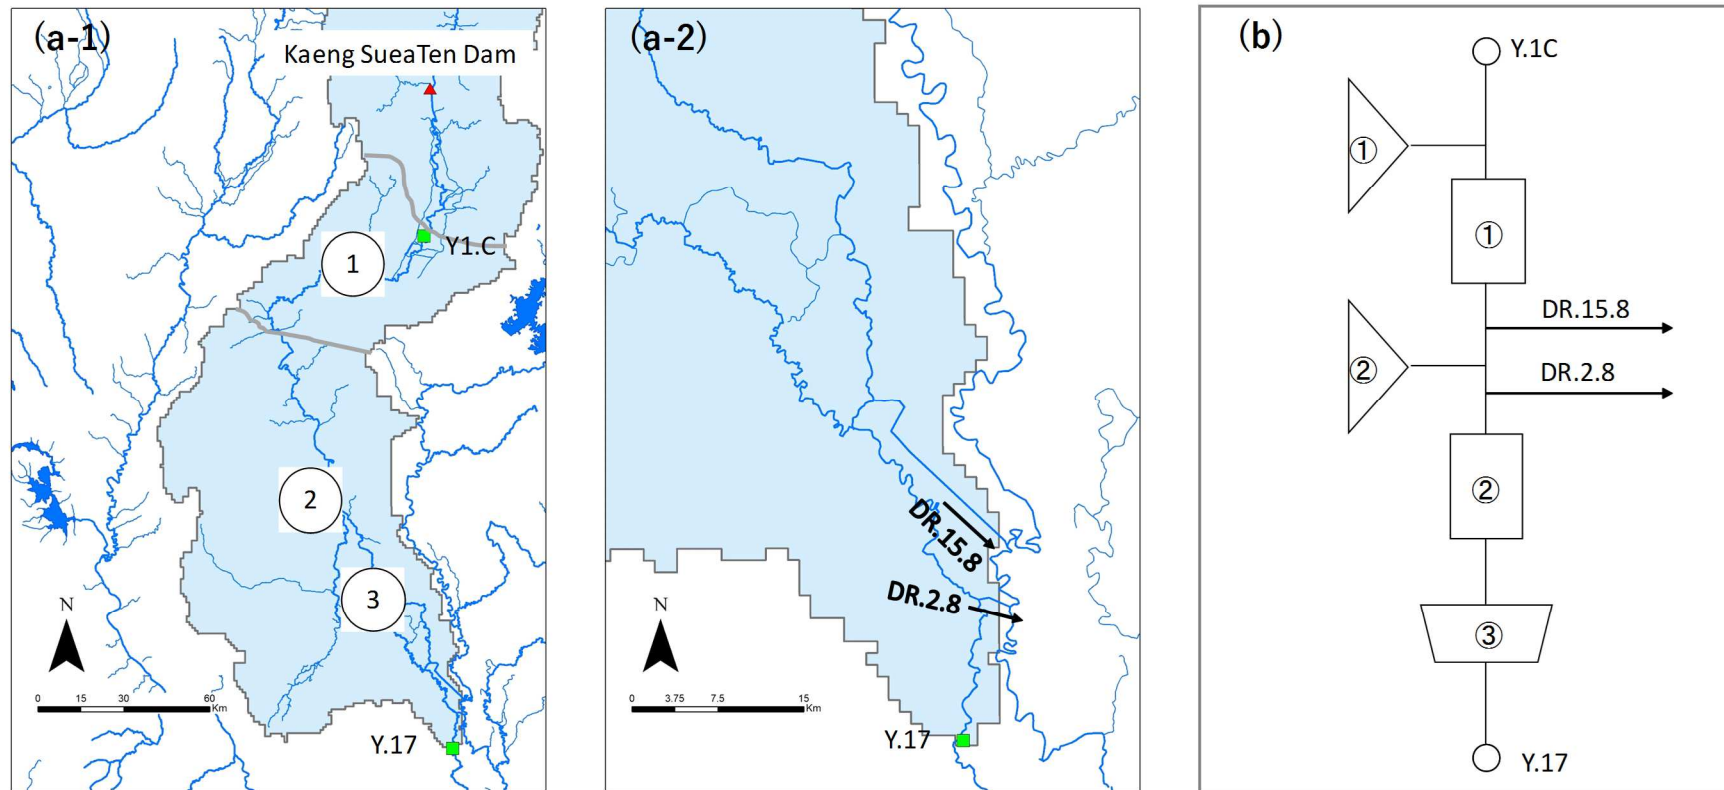 (a-1)
Kaeng SueaTen Dam
Y1.C
1
2
3
N
0 15 30 60
Km
Y.17
(a-2)
DR.15.8
DR.2.8
N
0 3.75 7.5 15
Km
Y.17
(b)
Y.1C
①
①
DR.15.8
②
DR.2.8
②
③
Y.17